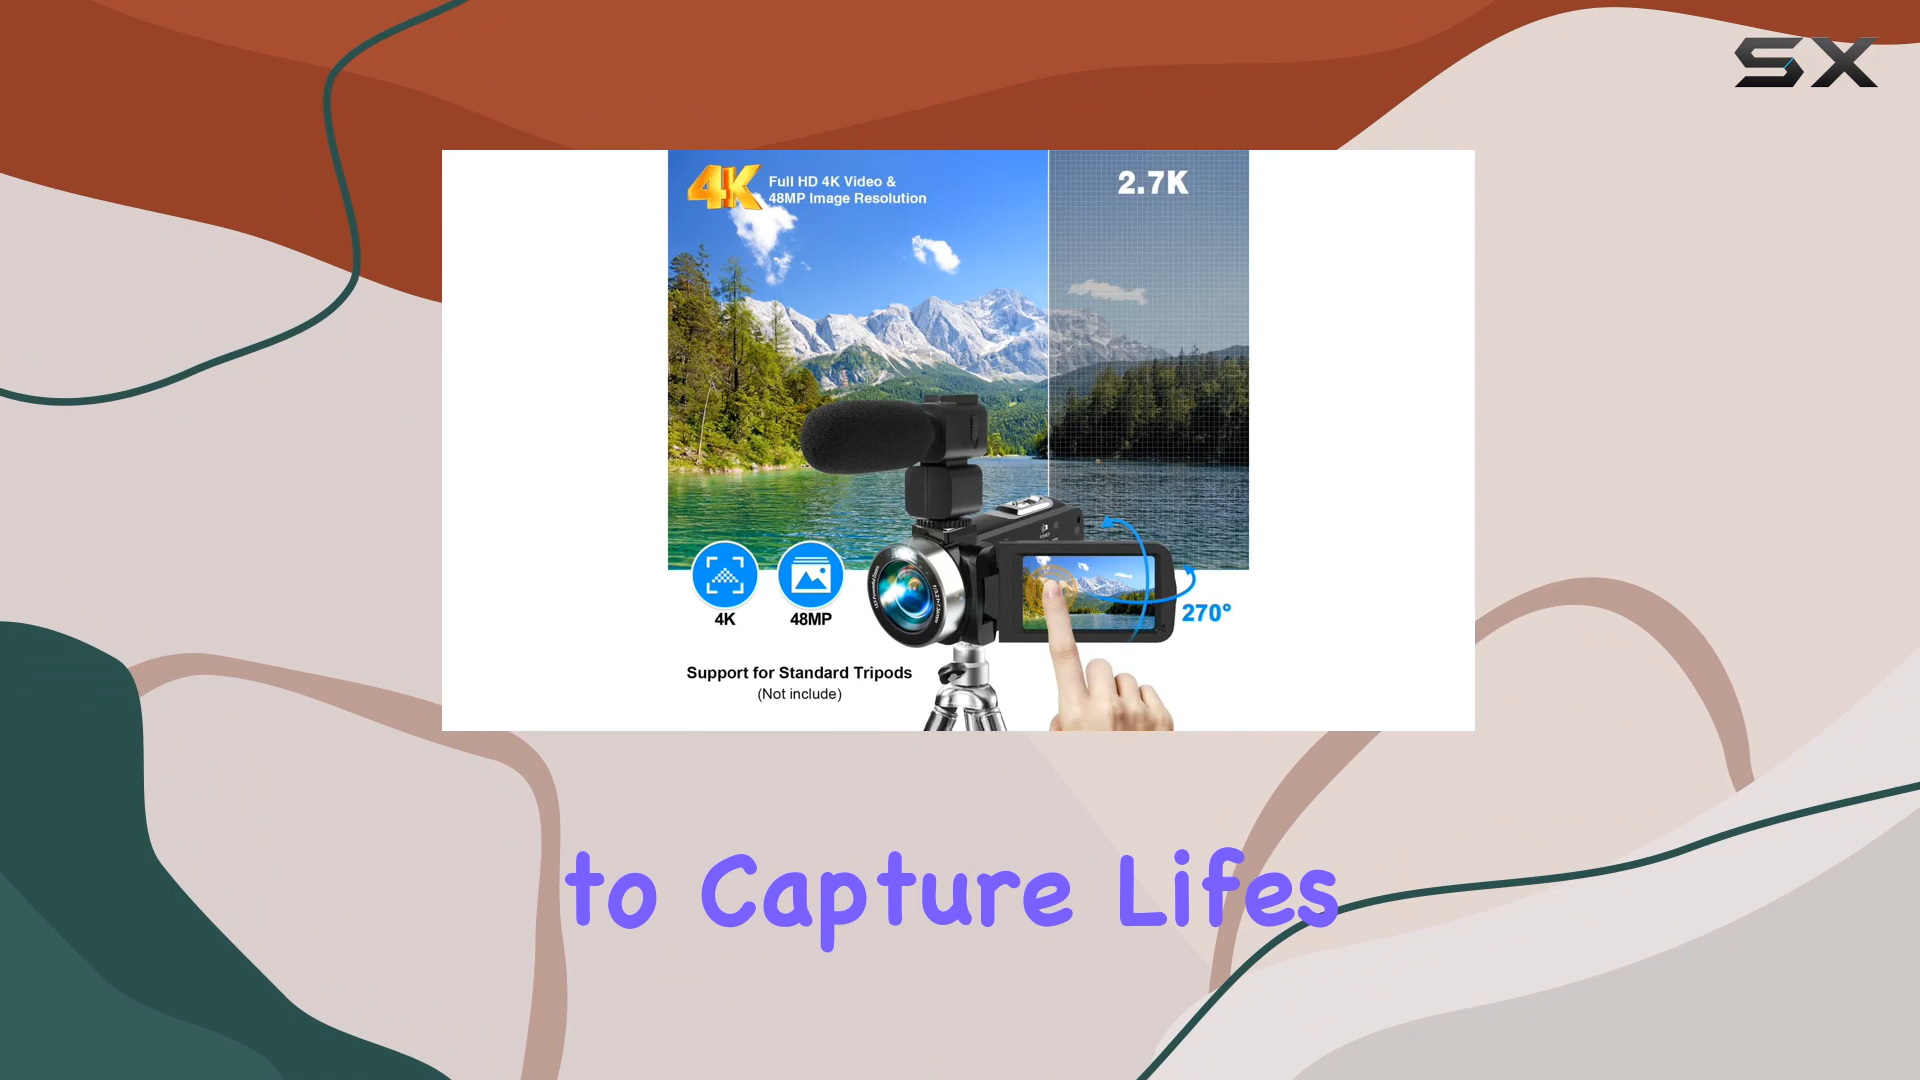 SX
4K
Full HD 4K Video &
48MP Image Resolution
2.7K
4K
48MP
270°
Support for Standard Tripods
(Not include)
to Capture Lifes